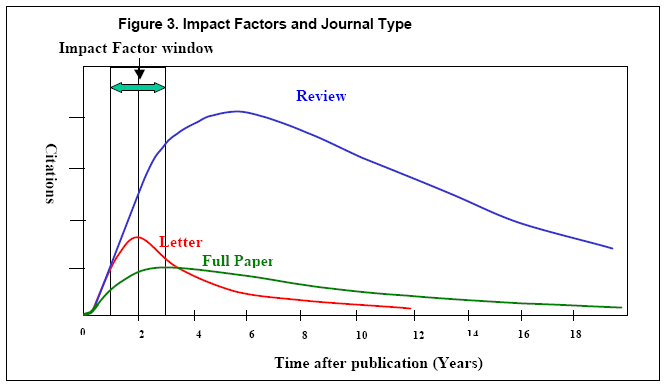 Figure 3. Impact Factors and Journal Type
Impact Factor window
Review
Citations
Letter
Full Paper
0 2 4 6 8 10 12 14 16 18
Time after publication (Years)